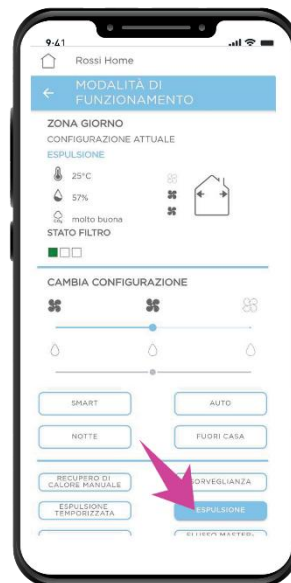 9:41
Rossi Home
MODALITÀ DI
FUNZIONAMENTO
ZONA GIORNO
CONFIGURAZIONE ATTUALE
ESPULSIONE
25°C
57%
molto buona
STATO FILTRO
CAMBIA CONFIGURAZIONE
SMART
AUTO
NOTTE
FUORI CASA
RECUPERO DI
CALORE MANUALE
SORVEGLIANZA
ESPULSIONE
TEMPORIZZATA
ESPULSIONE